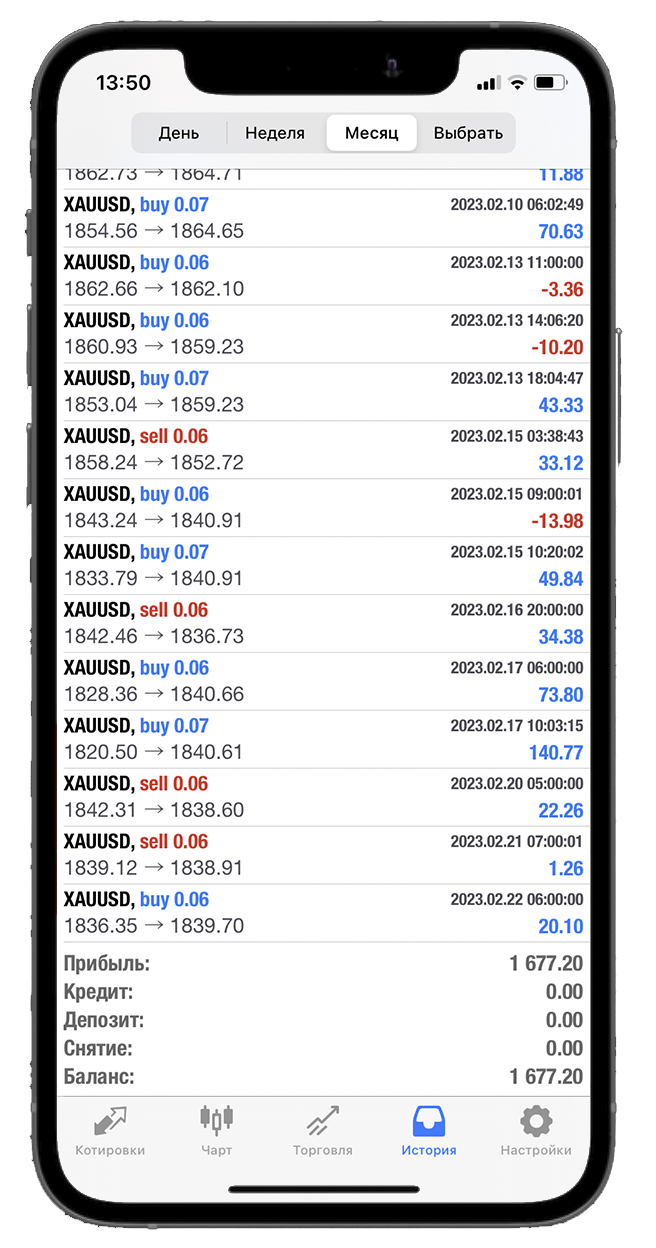 13:50
День Неделя Месяц Выбрать
1862.73 → 1864.71 11.88
XAUUSD, buy 0.07 2023.02.10 06:02:49
1854.56 → 1864.65 70.63
XAUUSD, buy 0.06 2023.02.13 11:00:00
1862.66 → 1862.10 -3.36
XAUUSD, buy 0.06 2023.02.13 14:06:20
1860.93 → 1859.23 -10.20
XAUUSD, buy 0.07 2023.02.13 18:04:47
1853.04 → 1859.23 43.33
XAUUSD, sell 0.06 2023.02.15 03:38:43
1858.24 → 1852.72 33.12
XAUUSD, buy 0.06 2023.02.15 09:00:01
1843.24 → 1840.91 -13.98
XAUUSD, buy 0.07 2023.02.15 10:20:02
1833.79 → 1840.91 49.84
XAUUSD, sell 0.06 2023.02.16 20:00:00
1842.46 → 1836.73 34.38
XAUUSD, buy 0.06 2023.02.17 06:00:00
1828.36 → 1840.66 73.80
XAUUSD, buy 0.07 2023.02.17 10:03:15
1820.50 → 1840.61 140.77
XAUUSD, sell 0.06 2023.02.20 05:00:00
1842.31 → 1838.60 22.26
XAUUSD, sell 0.06 2023.02.21 07:00:01
1839.12 → 1838.91 1.26
XAUUSD, buy 0.06 2023.02.22 06:00:00
1836.35 → 1839.70 20.10
Прибыль: 1 677.20
Кредит: 0.00
Депозит: 0.00
Снятие: 0.00
Баланс: 1 677.20
Котировки Чарт Торговля История Настройки